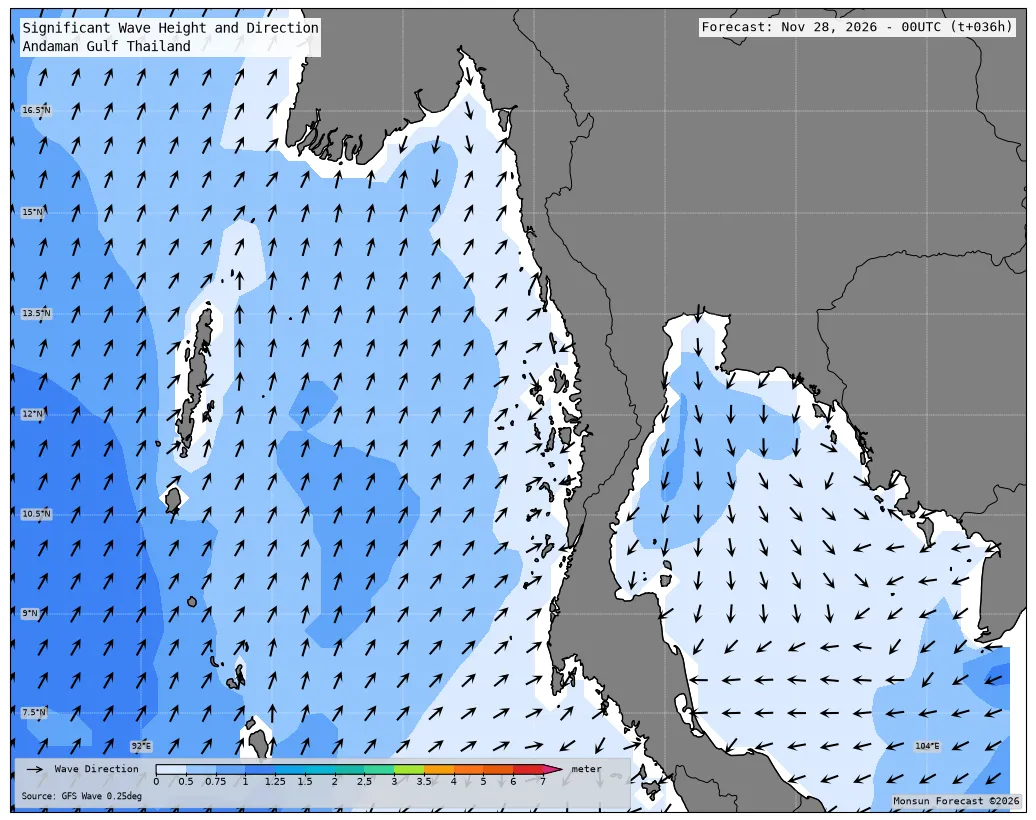 Significant Wave Height and Direction
Andaman Gulf Thailand
Forecast: Nov 28, 2026 - 00UTC (t+036h)
16.5°N
15°N
13.5°N
12°N
10.5°N
9°N
7.5°N
92°E
104°E
Wave Direction
0 0.5 0.75 1 1.25 1.5 2 2.5 3 3.5 4 5 6 7
meter
Source: GFS Wave 0.25deg
Monsun Forecast ©2026